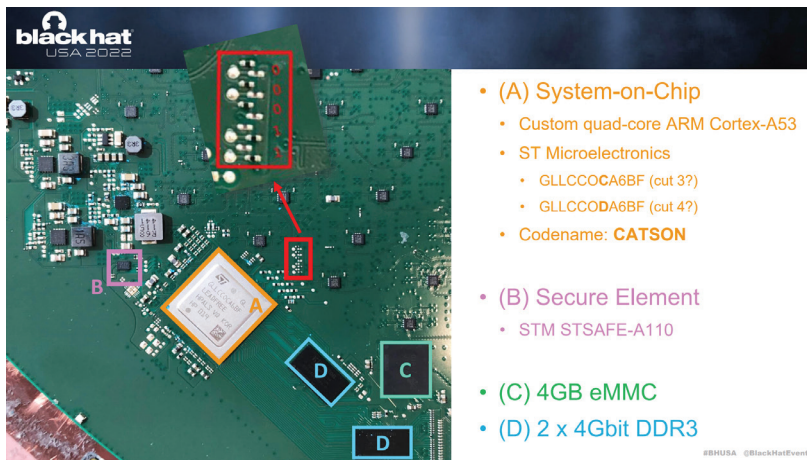 black hat
USA 2022
• (A) System-on-Chip
• Custom quad-core ARM Cortex-A53
• ST Microelectronics
• GLLCCOCA6BF (cut 3?)
• GLLCCODA6BF (cut 4?)
• Codename: CATSON
• (B) Secure Element
• STM STSAFE-A110
• (C) 4GB eMMC
• (D) 2 x 4Gbit DDR3
B
A
D
C
D
#BHUSA @BlackHatEvents